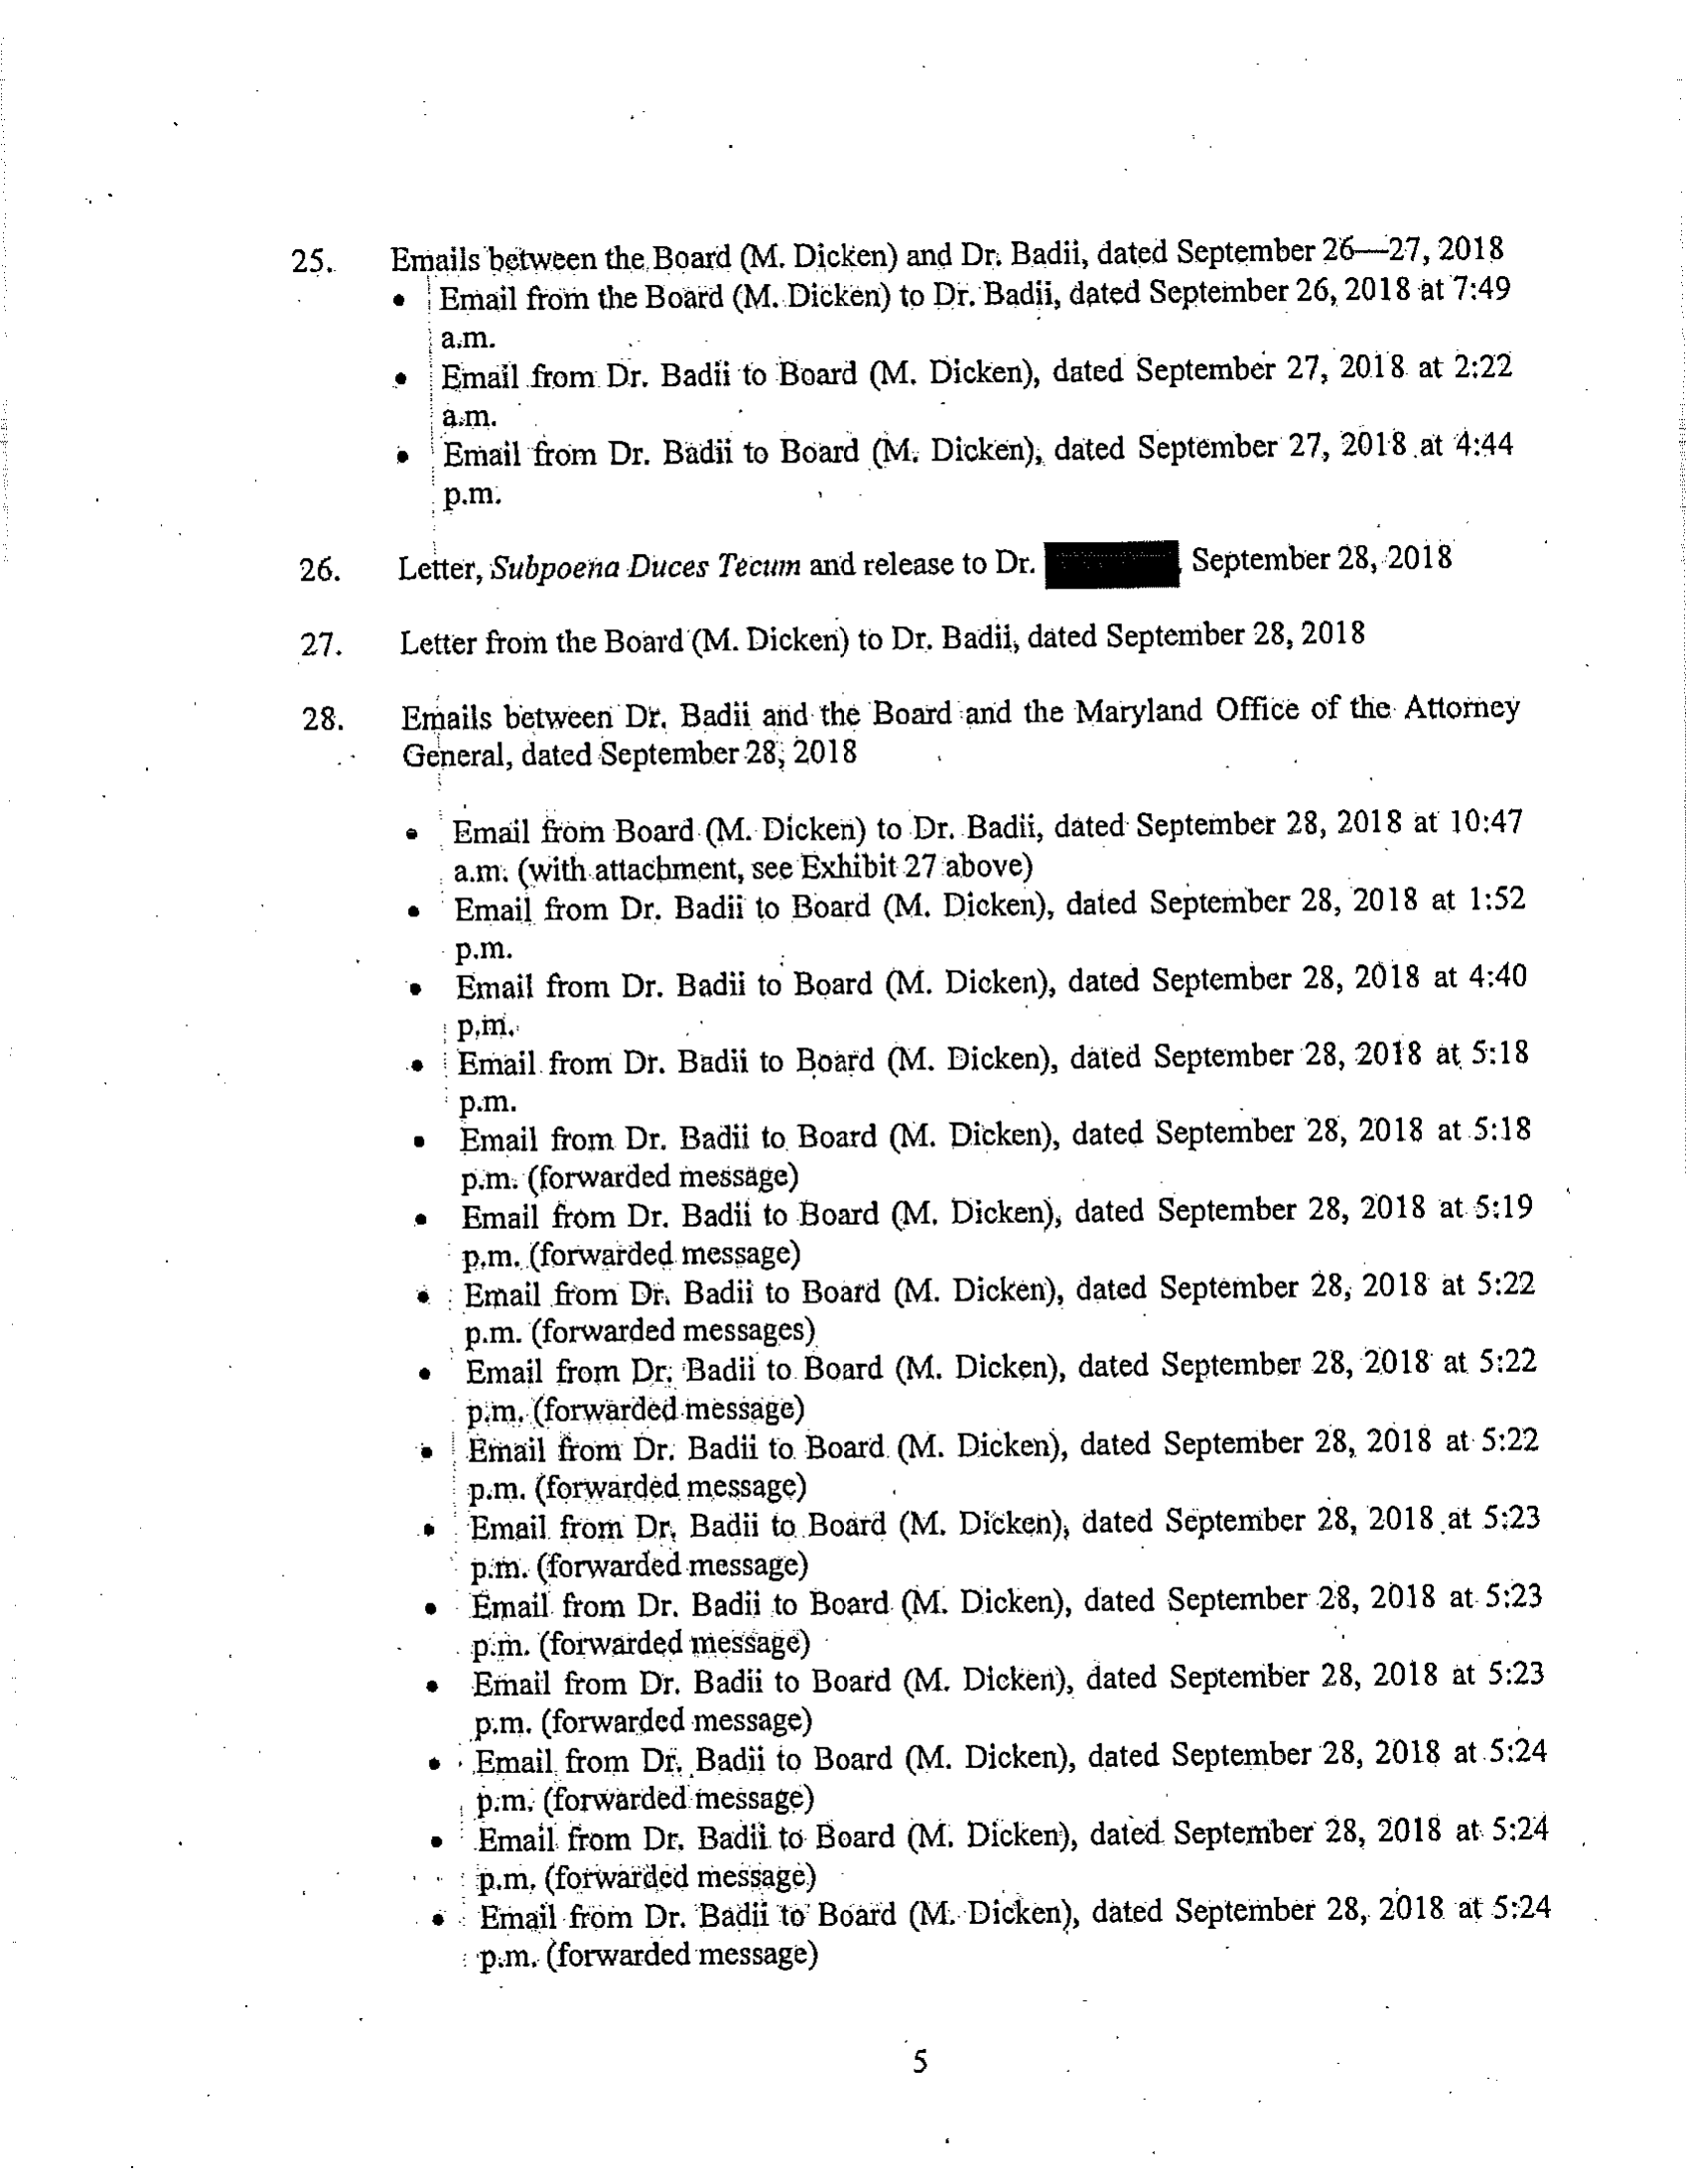 25. Emails between the Board (M. Dicken) and Dr. Badii, dated September 26—27, 2018
• Email from the Board (M. Dicken) to Dr. Badii, dated September 26, 2018 at 7:49
a.m.
• Email from Dr. Badii to Board (M. Dicken), dated September 27, 2018 at 2:22
a.m.
• Email from Dr. Badii to Board (M. Dicken), dated September 27, 2018 at 4:44
p.m.
26. Letter, Subpoena Duces Tecum and release to Dr. September 28, 2018
27. Letter from the Board (M. Dicken) to Dr. Badii, dated September 28, 2018
28. Emails between Dr. Badii and the Board and the Maryland Office of the Attorney
General, dated September 28, 2018
• Email from Board (M. Dicken) to Dr. Badii, dated September 28, 2018 at 10:47
a.m. (with attachment, see Exhibit 27 above)
• Email from Dr. Badii to Board (M. Dicken), dated September 28, 2018 at 1:52
p.m.
• Email from Dr. Badii to Board (M. Dicken), dated September 28, 2018 at 4:40
p.m.
• Email from Dr. Badii to Board (M. Dicken), dated September 28, 2018 at 5:18
p.m.
• Email from Dr. Badii to Board (M. Dicken), dated September 28, 2018 at 5:18
p.m. (forwarded message)
• Email from Dr. Badii to Board (M. Dicken), dated September 28, 2018 at 5:19
p.m. (forwarded message)
• Email from Dr. Badii to Board (M. Dicken), dated September 28, 2018 at 5:22
p.m. (forwarded messages)
• Email from Dr. Badii to Board (M. Dicken), dated September 28, 2018 at 5:22
p.m. (forwarded message)
• Email from Dr. Badii to Board (M. Dicken), dated September 28, 2018 at 5:22
p.m. (forwarded message)
• Email from Dr. Badii to Board (M. Dicken), dated September 28, 2018 at 5:23
p.m. (forwarded message)
• Email from Dr. Badii to Board (M. Dicken), dated September 28, 2018 at 5:23
p.m. (forwarded message)
• Email from Dr. Badii to Board (M. Dicken), dated September 28, 2018 at 5:23
p.m. (forwarded message)
• Email from Dr. Badii to Board (M. Dicken), dated September 28, 2018 at 5:24
p.m. (forwarded message)
• Email from Dr. Badii to Board (M. Dicken), dated September 28, 2018 at 5:24
p.m. (forwarded message)
• Email from Dr. Badii to Board (M. Dicken), dated September 28, 2018 at 5:24
p.m. (forwarded message)
5